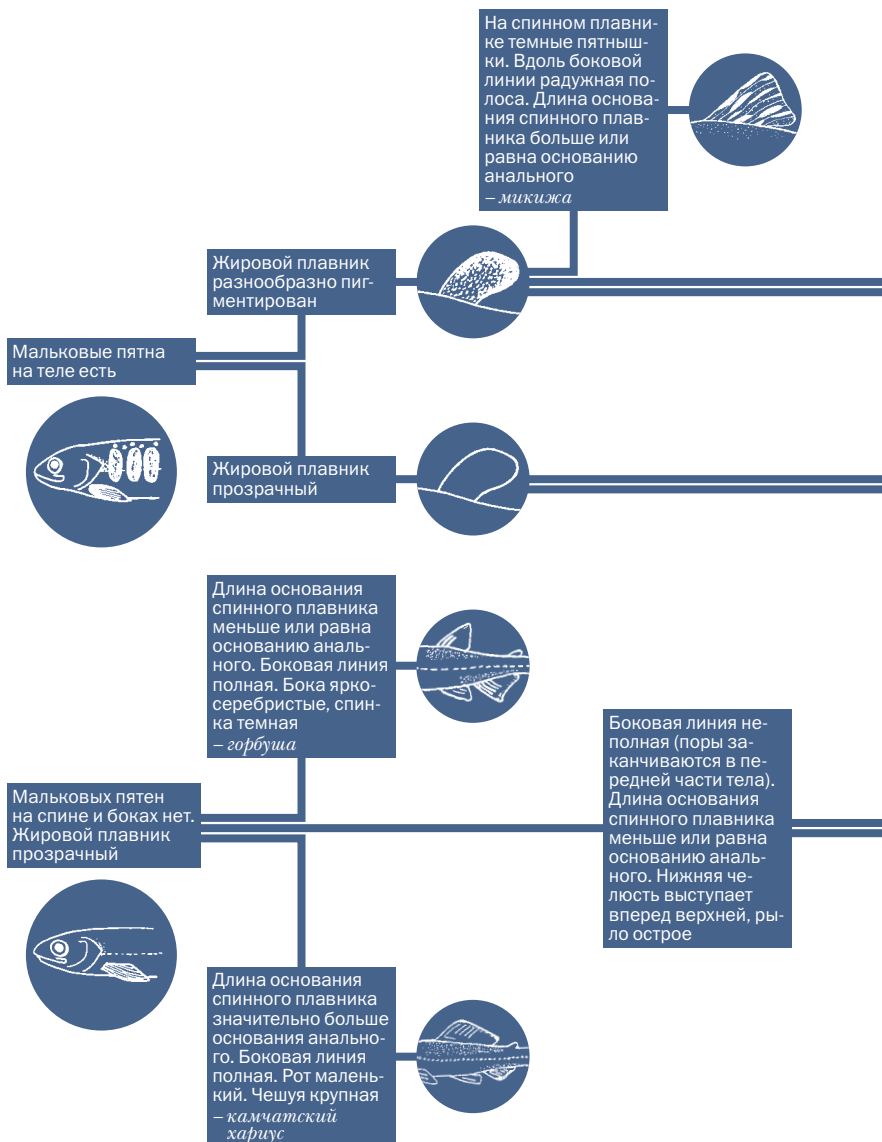 На спинном плавни-
ке темные пятныш-
ки. Вдоль боковой
линии радужная по-
лоса. Длина основа-
ния спинного плав-
ника больше или
равна основанию
анального
– микижа
Жировой плавник
разнообразно пиг-
ментирован
Мальковые пятна
на теле есть
Жировой плавник
прозрачный
Длина основания
спинного плавника
меньше или равна
основанию аналь-
ного. Боковая линия
полная. Бока ярко-
серебристые, спин-
ка темная
– горбуша
Боковая линия не-
полная (поры за-
канчиваются в пе-
редней части тела).
Длина основания
спинного плавника
меньше или равна
основанию аналь-
ного. Нижняя че-
люсть выступает
вперед верхней, ры-
ло острое
Мальковых пятен
на спине и боках нет.
Жировой плавник
прозрачный
Длина основания
спинного плавника
значительно больше
основания анально-
го. Боковая линия
полная. Рот малень-
кий. Чешуя крупная
– камчатский
хариус